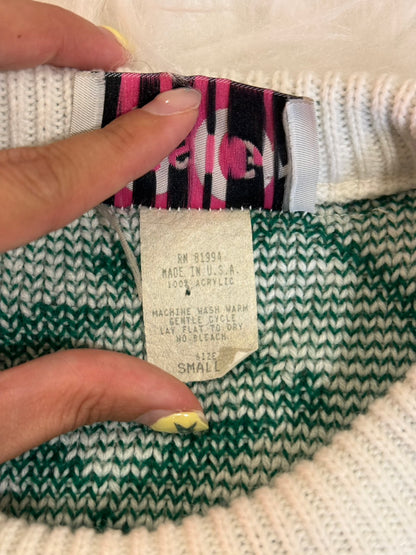 RN 81994
MADE IN U.S.A.
100% ACRYLIC
MACHINE WASH WARM
GENTLE CYCLE
LAY FLAT TO DRY
NO BLEACH
SIZE
SMALL